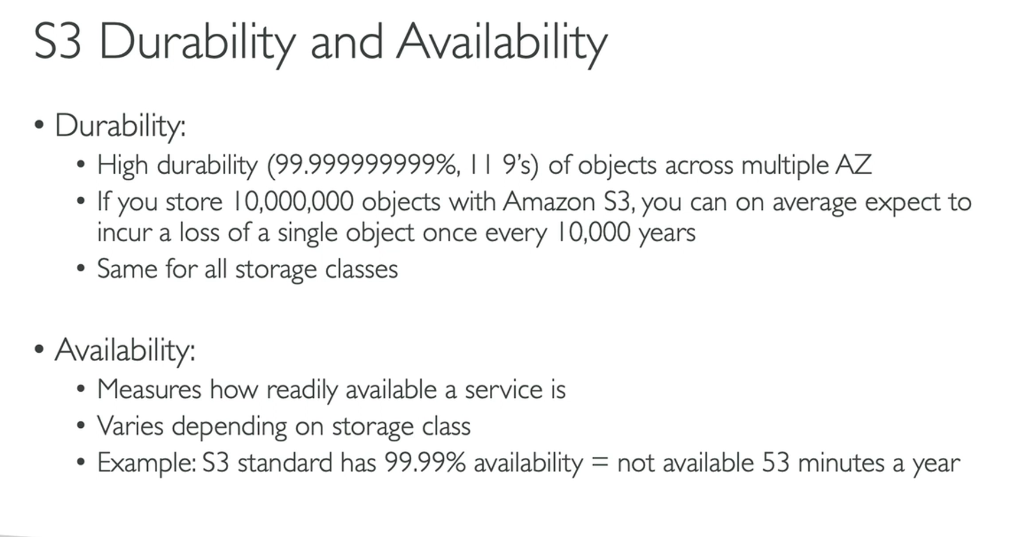 S3 Durability and Availability
• Durability:
• High durability (99.999999999%, 11 9's) of objects across multiple AZ
• If you store 10,000,000 objects with Amazon S3, you can on average expect to
incur a loss of a single object once every 10,000 years
• Same for all storage classes
• Availability:
• Measures how readily available a service is
• Varies depending on storage class
• Example: S3 standard has 99.99% availability = not available 53 minutes a year